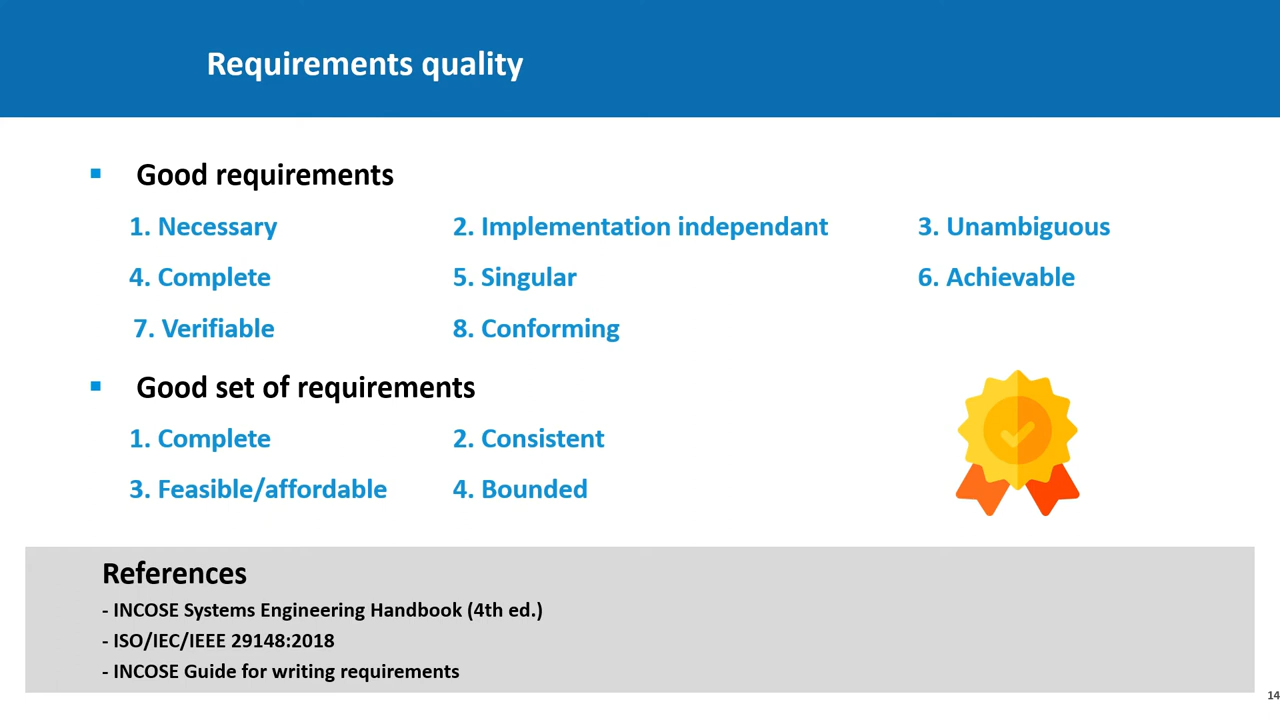 Requirements quality
Good requirements
1. Necessary 2. Implementation independant 3. Unambiguous
4. Complete 5. Singular 6. Achievable
7. Verifiable 8. Conforming
Good set of requirements
1. Complete 2. Consistent
3. Feasible/affordable 4. Bounded
References
- INCOSE Systems Engineering Handbook (4th ed.)
- ISO/IEC/IEEE 29148:2018
- INCOSE Guide for writing requirements
14